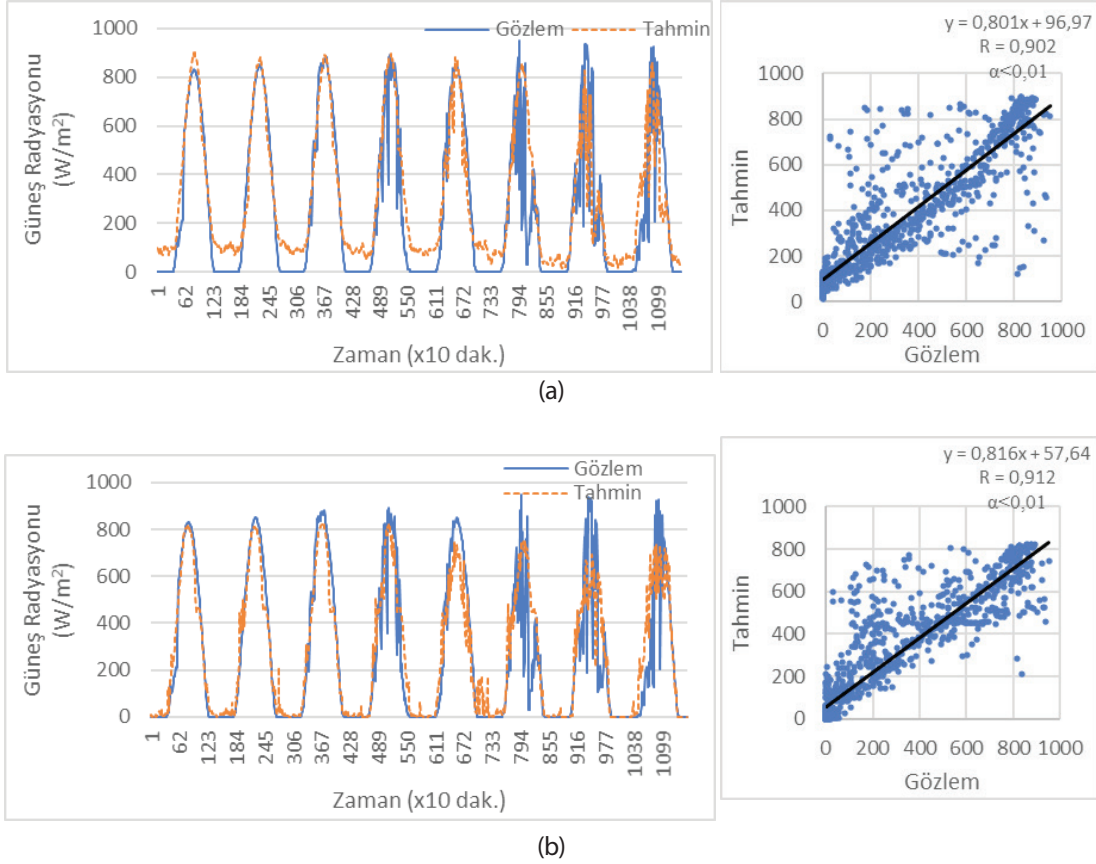 Gözlem Tahmin
Güneş Radyasyonu
(W/m²)
1000
800
600
400
200
0
1
62
123
184
245
306
367
428
489
550
611
672
733
794
855
916
977
1038
1099
Zaman (x10 dak.)
y = 0,801x + 96,97
R = 0,902
α<0,01
Tahmin
1000
800
600
400
200
0
0 200 400 600 800 1000
Gözlem
(a)
Gözlem
Tahmin
Güneş Radyasyonu
(W/m²)
1000
800
600
400
200
0
1
62
123
184
245
306
367
428
489
550
611
672
733
794
855
916
977
1038
1099
Zaman (x10 dak.)
y = 0,816x + 57,64
R = 0,912
α<0,01
Tahmin
1000
800
600
400
200
0
0 200 400 600 800 1000
Gözlem
(b)